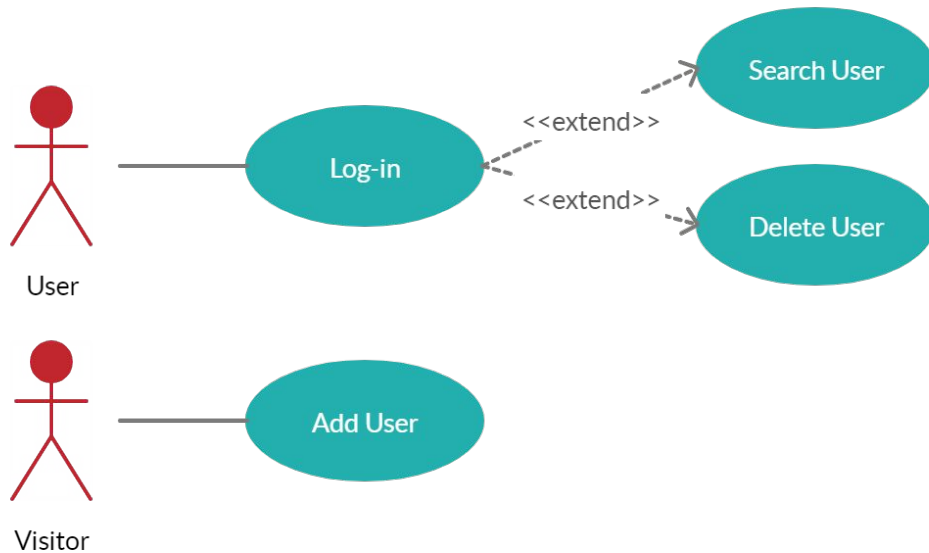 Search User
<<extend>>
Log-in
<<extend>>
Delete User
User
Add User
Visitor